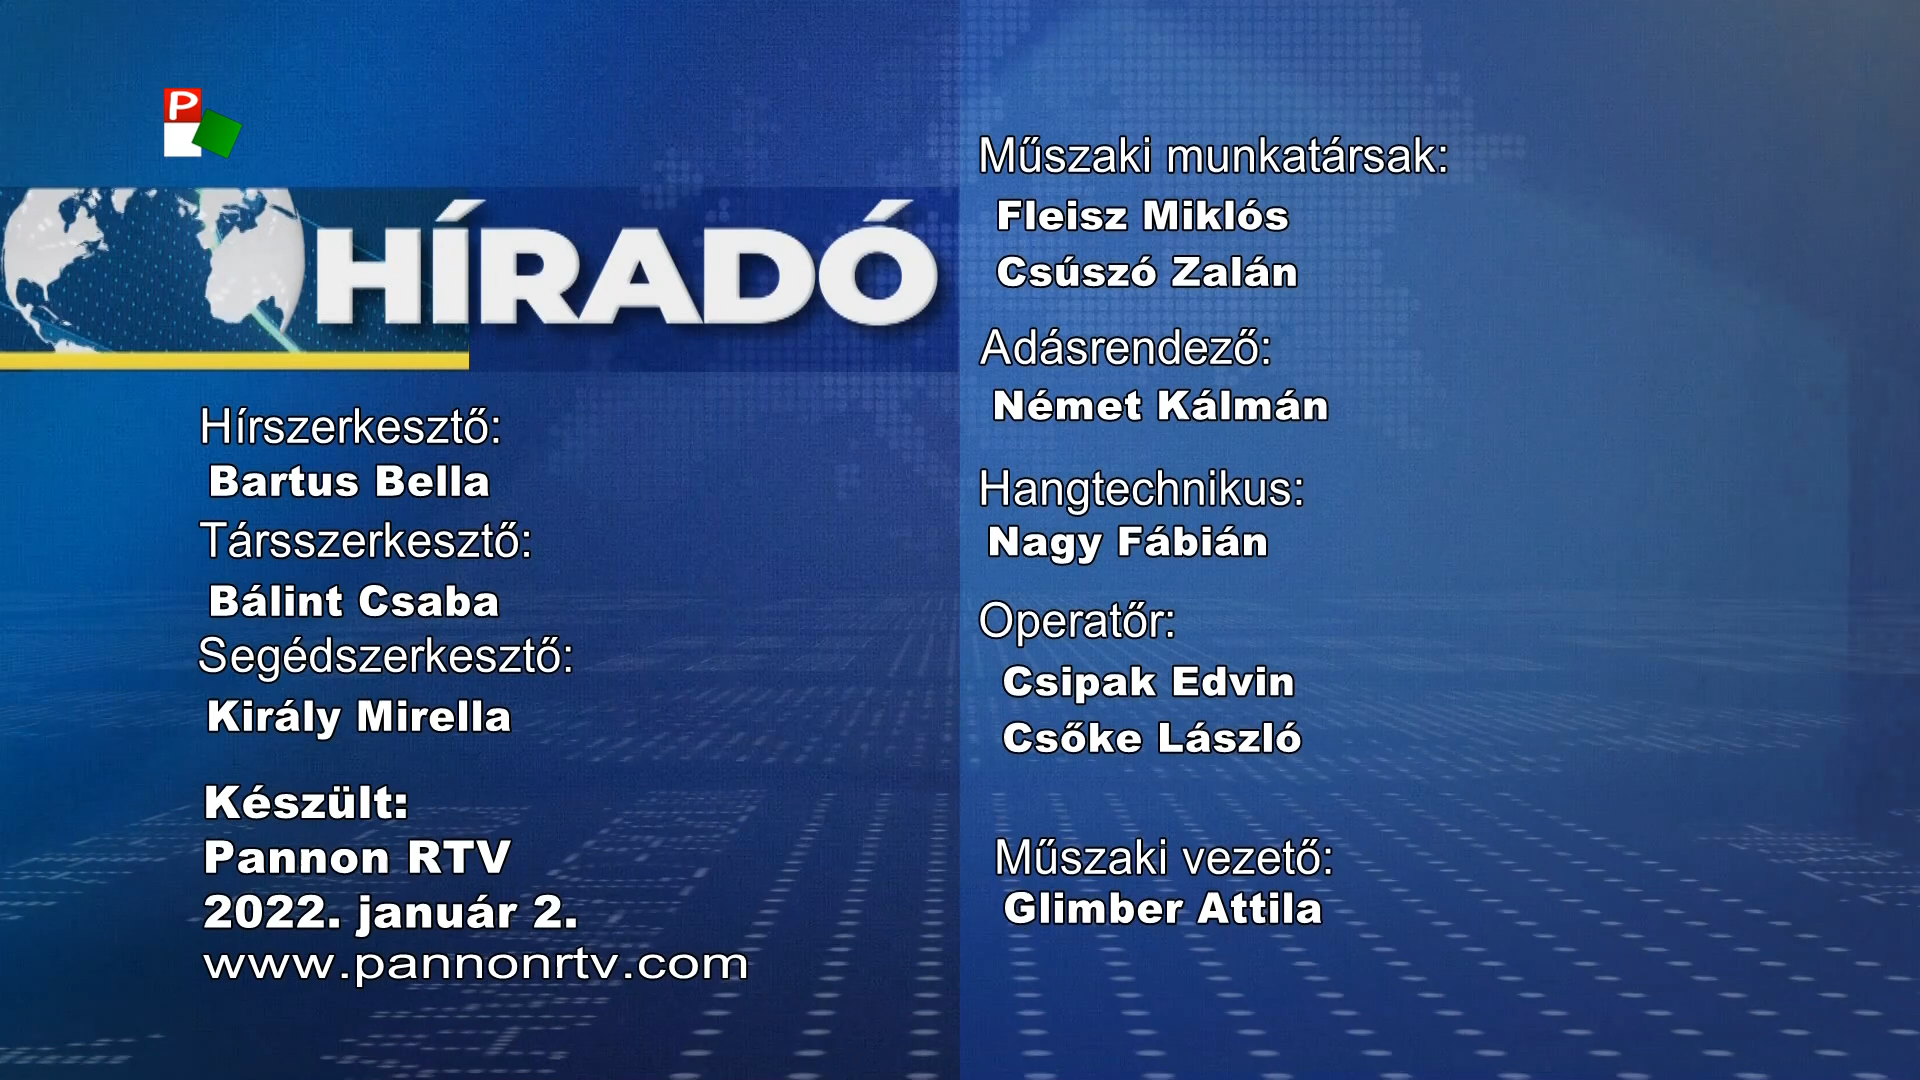 P
HÍRADÓ
Hírszerkesztő:
Bartus Bella
Társszerkesztő:
Bálint Csaba
Segédszerkesztő:
Király Mirella
Készült:
Pannon RTV
2022. január 2.
www.pannonrtv.com
Műszaki munkatársak:
Fleisz Miklós
Csúszó Zalán
Adásrendező:
Német Kálmán
Hangtechnikus:
Nagy Fábián
Operatőr:
Csipak Edvin
Csőke László
Műszaki vezető:
Glimber Attila